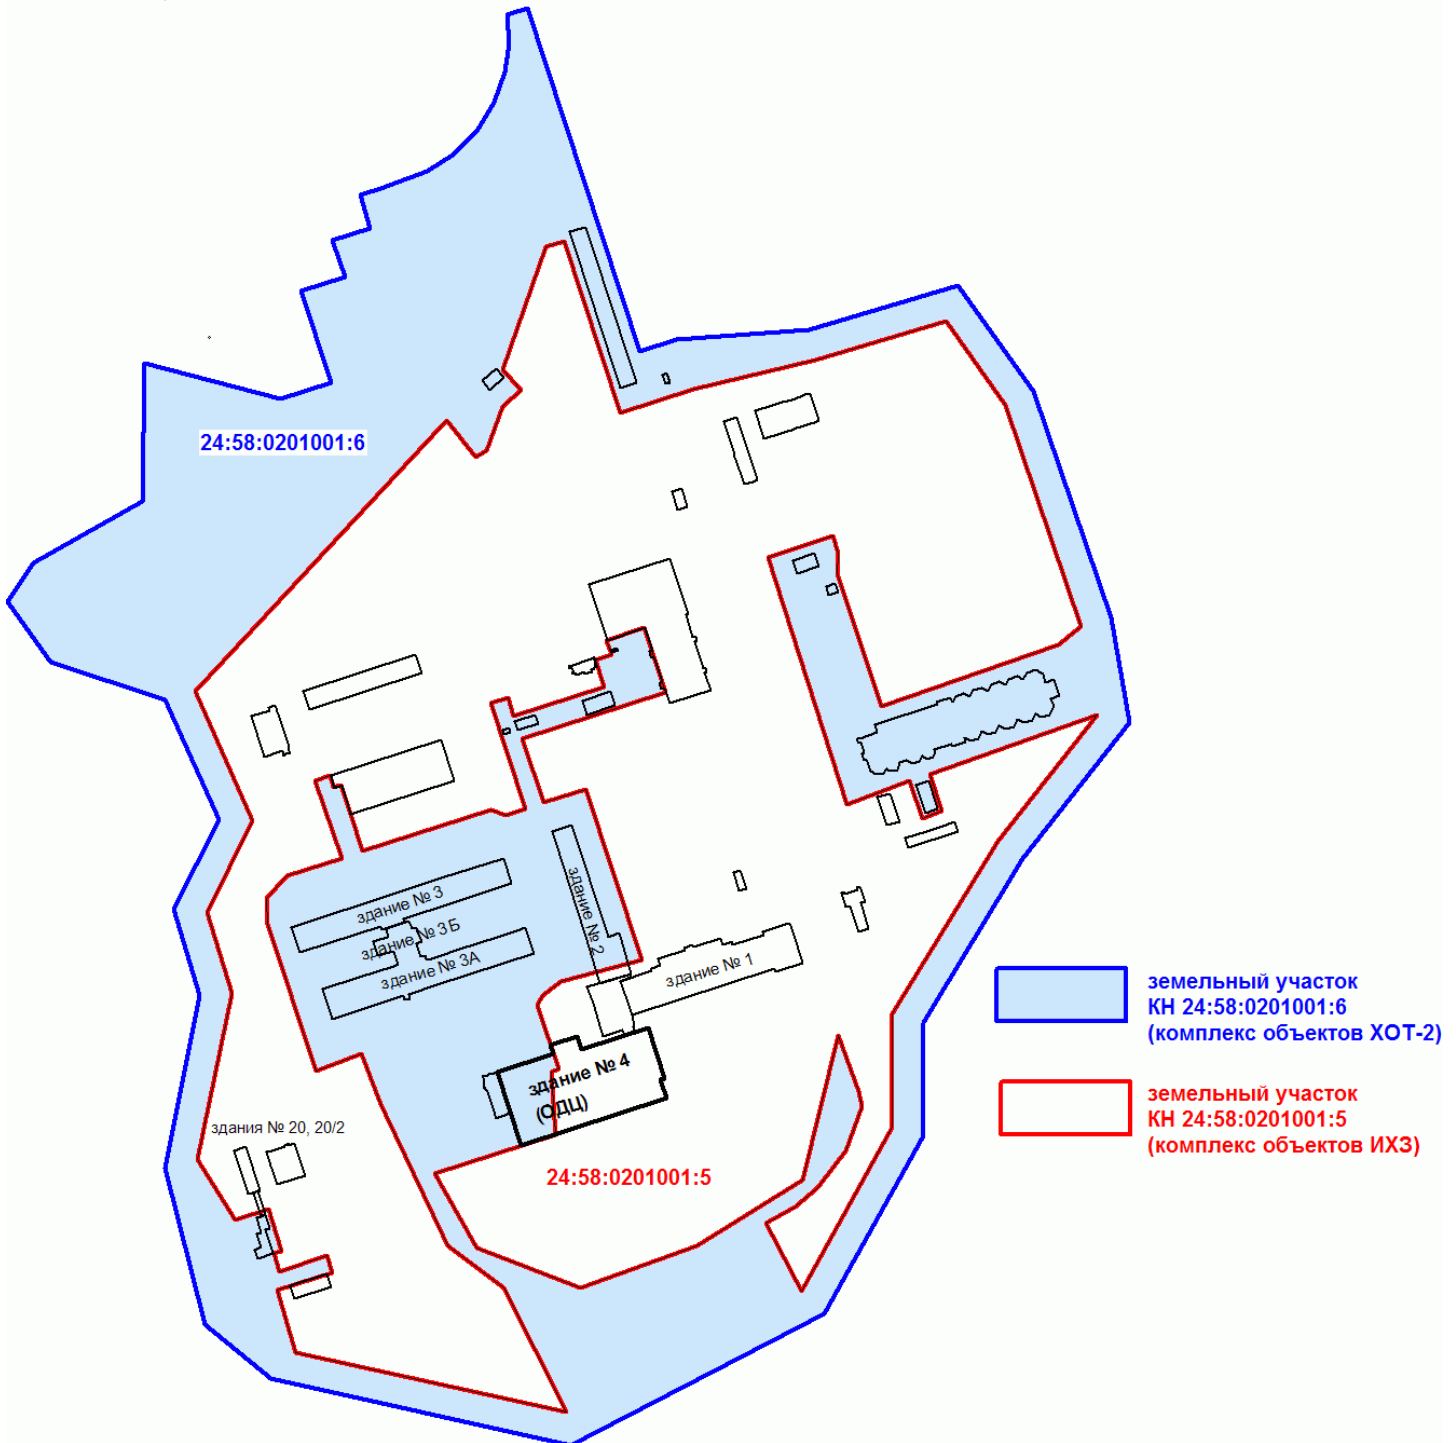 24:58:0201001:6
здание № 3
здание № 3Б
здание № 3А
здание № 2
здание № 1
здание № 4
(ОДЦ)
здания № 20, 20/2
24:58:0201001:5
земельный участок
КН 24:58:0201001:6
(комплекс объектов ХОТ-2)
земельный участок
КН 24:58:0201001:5
(комплекс объектов ИХЗ)